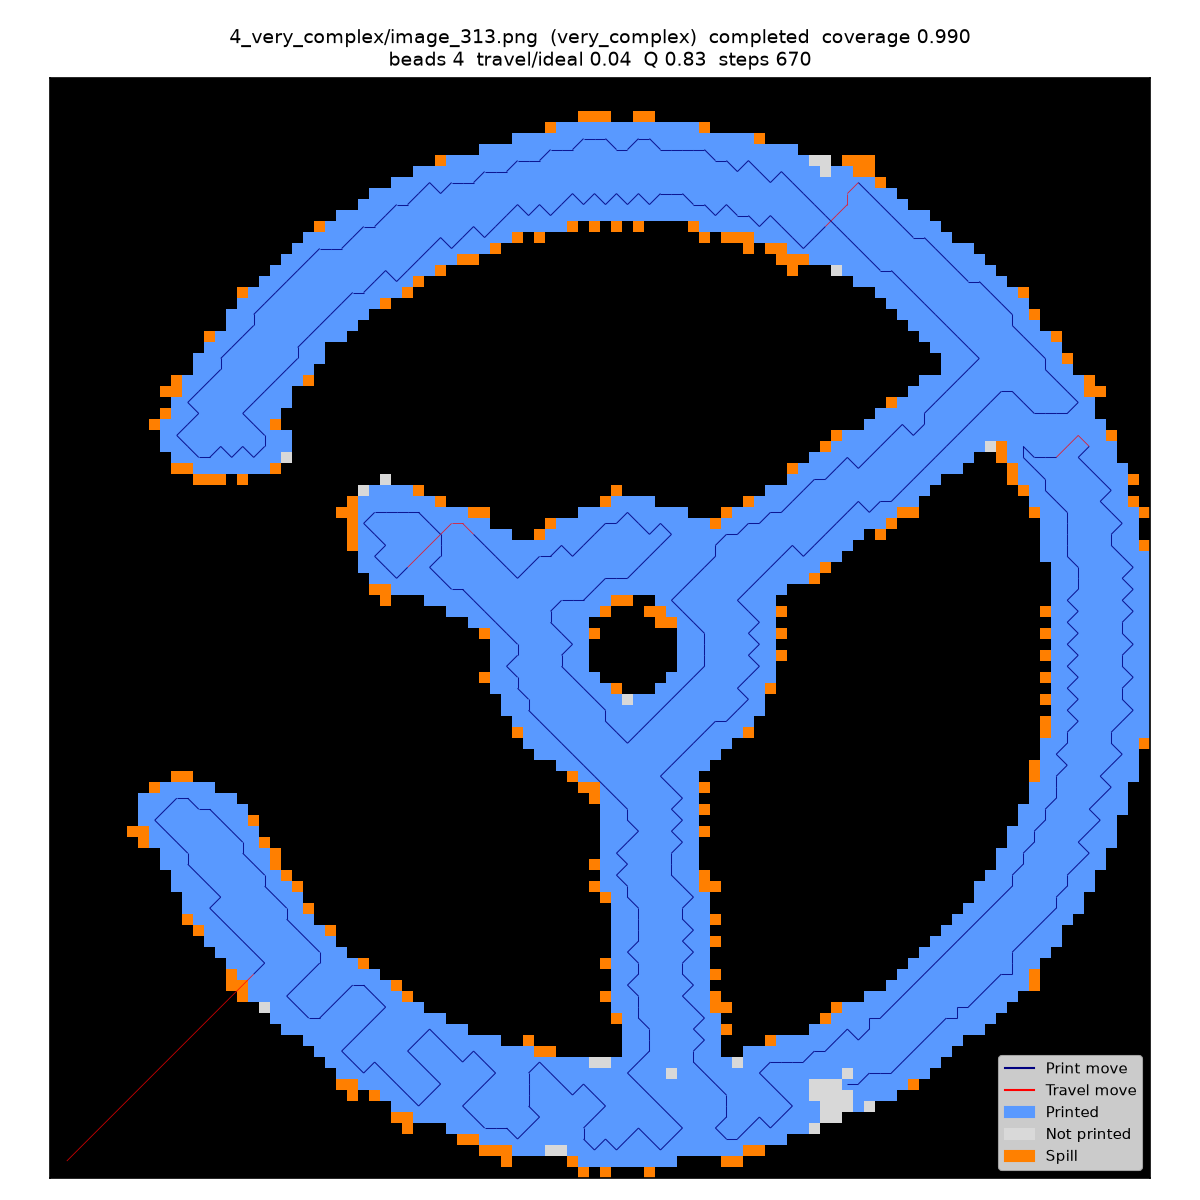 4_very_complex/image_313.png  (very_complex)  completed  coverage 0.990
beads 4  travel/ideal 0.04  Q 0.83  steps 670
Print move
Travel move
Printed
Not printed
Spill